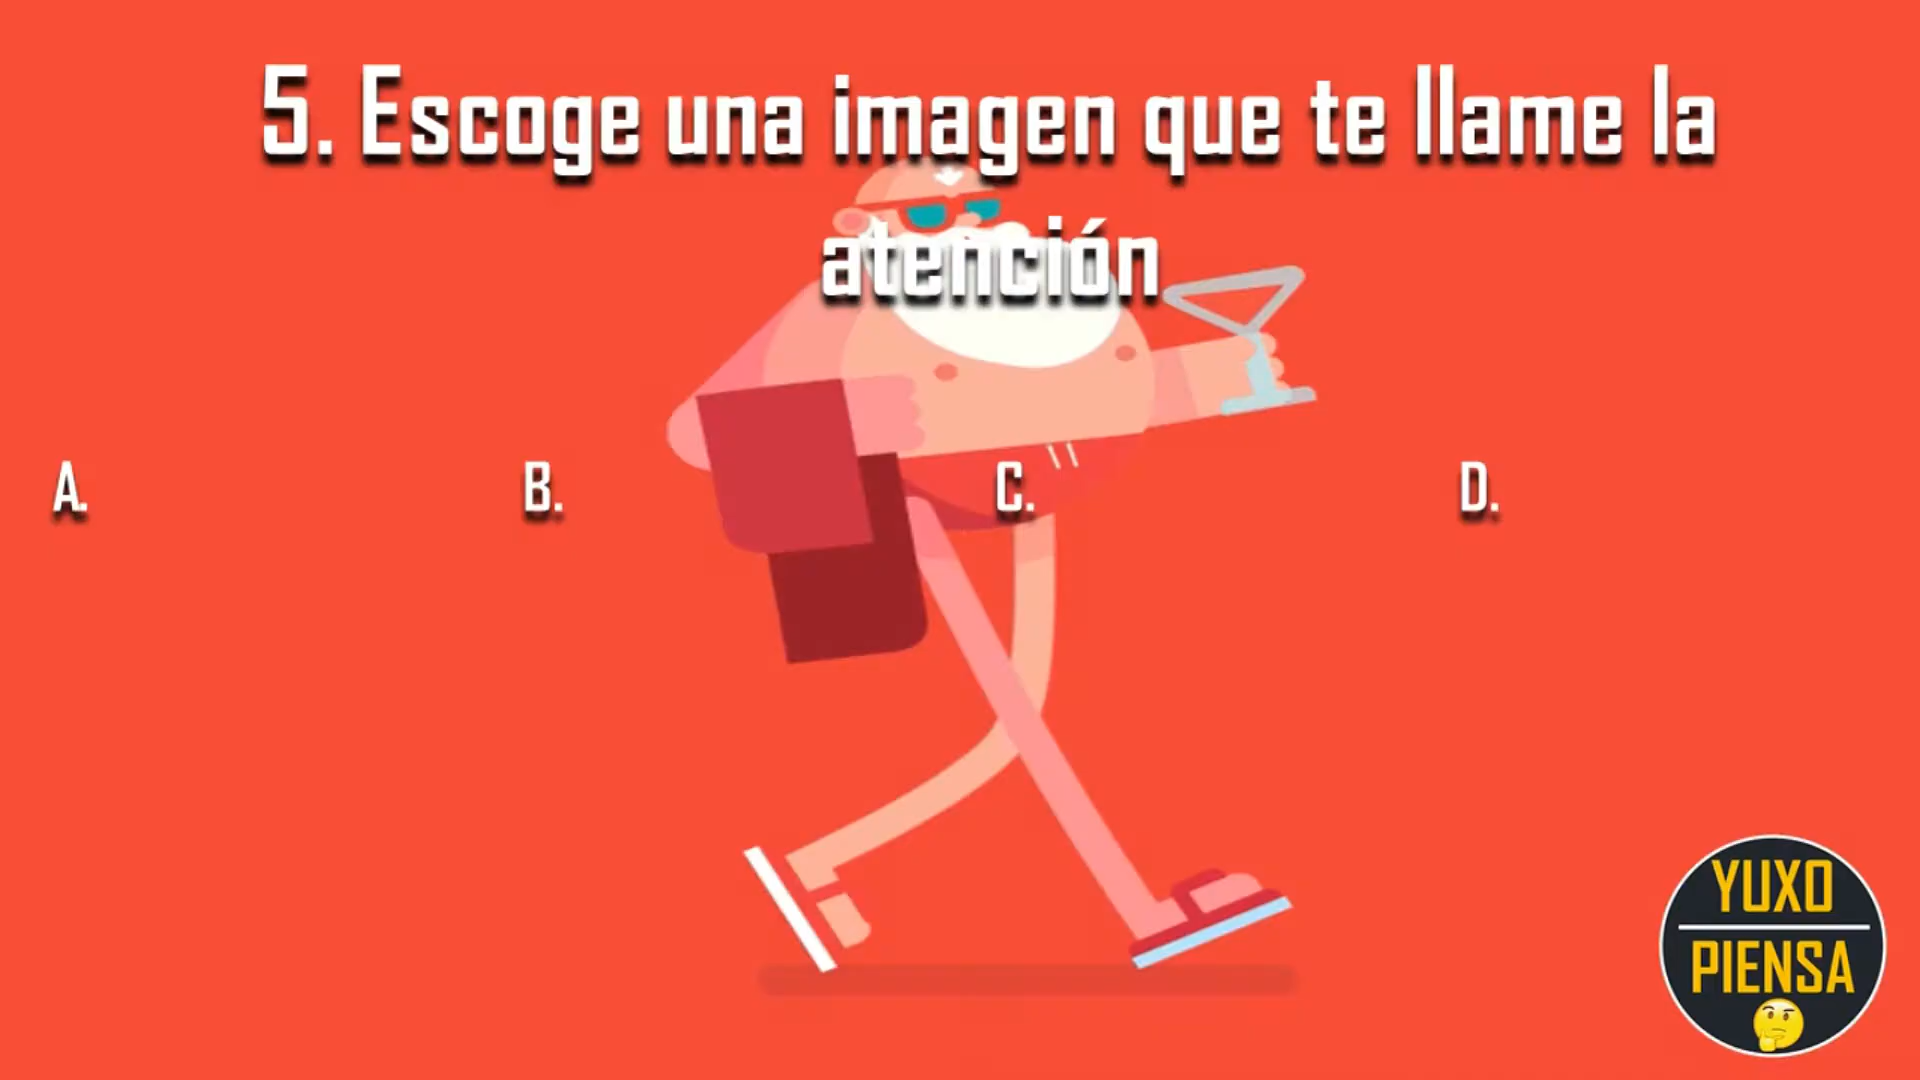 5. Escoge una imagen que te llame la
atención
A.
B.
C.
D.
YUXO
PIENSA